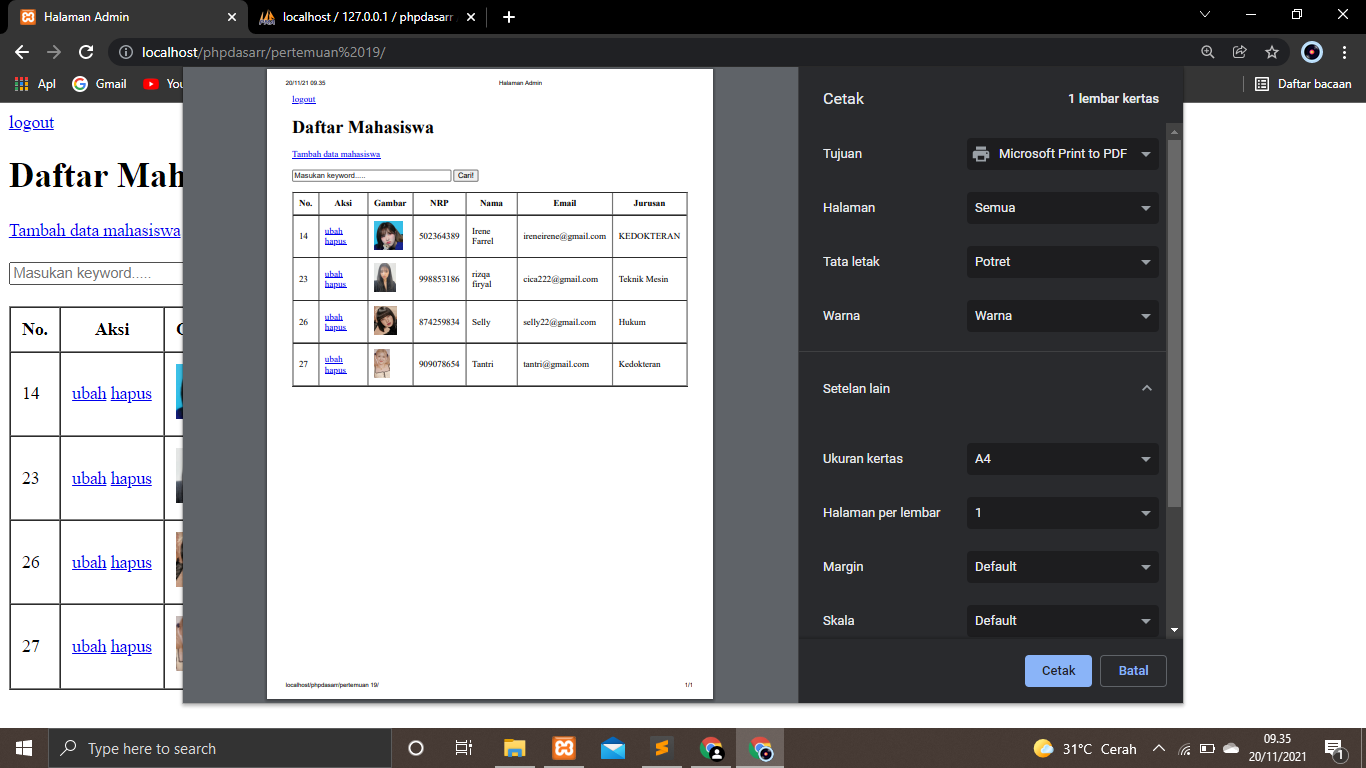 Halaman Admin
localhost / 127.0.0.1 / phpdasarr
localhost/phpdasarr/pertemuan%2019/
Apl Gmail You
Daftar bacaan
logout
Daftar Mah
Tambah data mahasiswa
Masukan keyword.....
No. Aksi G
14 ubah hapus
23 ubah hapus
26 ubah hapus
27 ubah hapus
20/11/21 09.35 Halaman Admin
logout
Daftar Mahasiswa
Tambah data mahasiswa
Masukan keyword..... Cari!
No. Aksi Gambar NRP Nama Email Jurusan
14 ubah hapus 502364389 Irene Farrel ireneirene@gmail.com KEDOKTERAN
23 ubah hapus 998853186 rizqa firyal cica222@gmail.com Teknik Mesin
26 ubah hapus 874259834 Selly selly22@gmail.com Hukum
27 ubah hapus 909078654 Tantri tantri@gmail.com Kedokteran
localhost/phpdasarr/pertemuan 19/ 1/1
Cetak 1 lembar kertas
Tujuan Microsoft Print to PDF
Halaman Semua
Tata letak Potret
Warna Warna
Setelan lain
Ukuran kertas A4
Halaman per lembar 1
Margin Default
Skala Default
Cetak Batal
Type here to search
31°C Cerah
09.35
20/11/2021
1